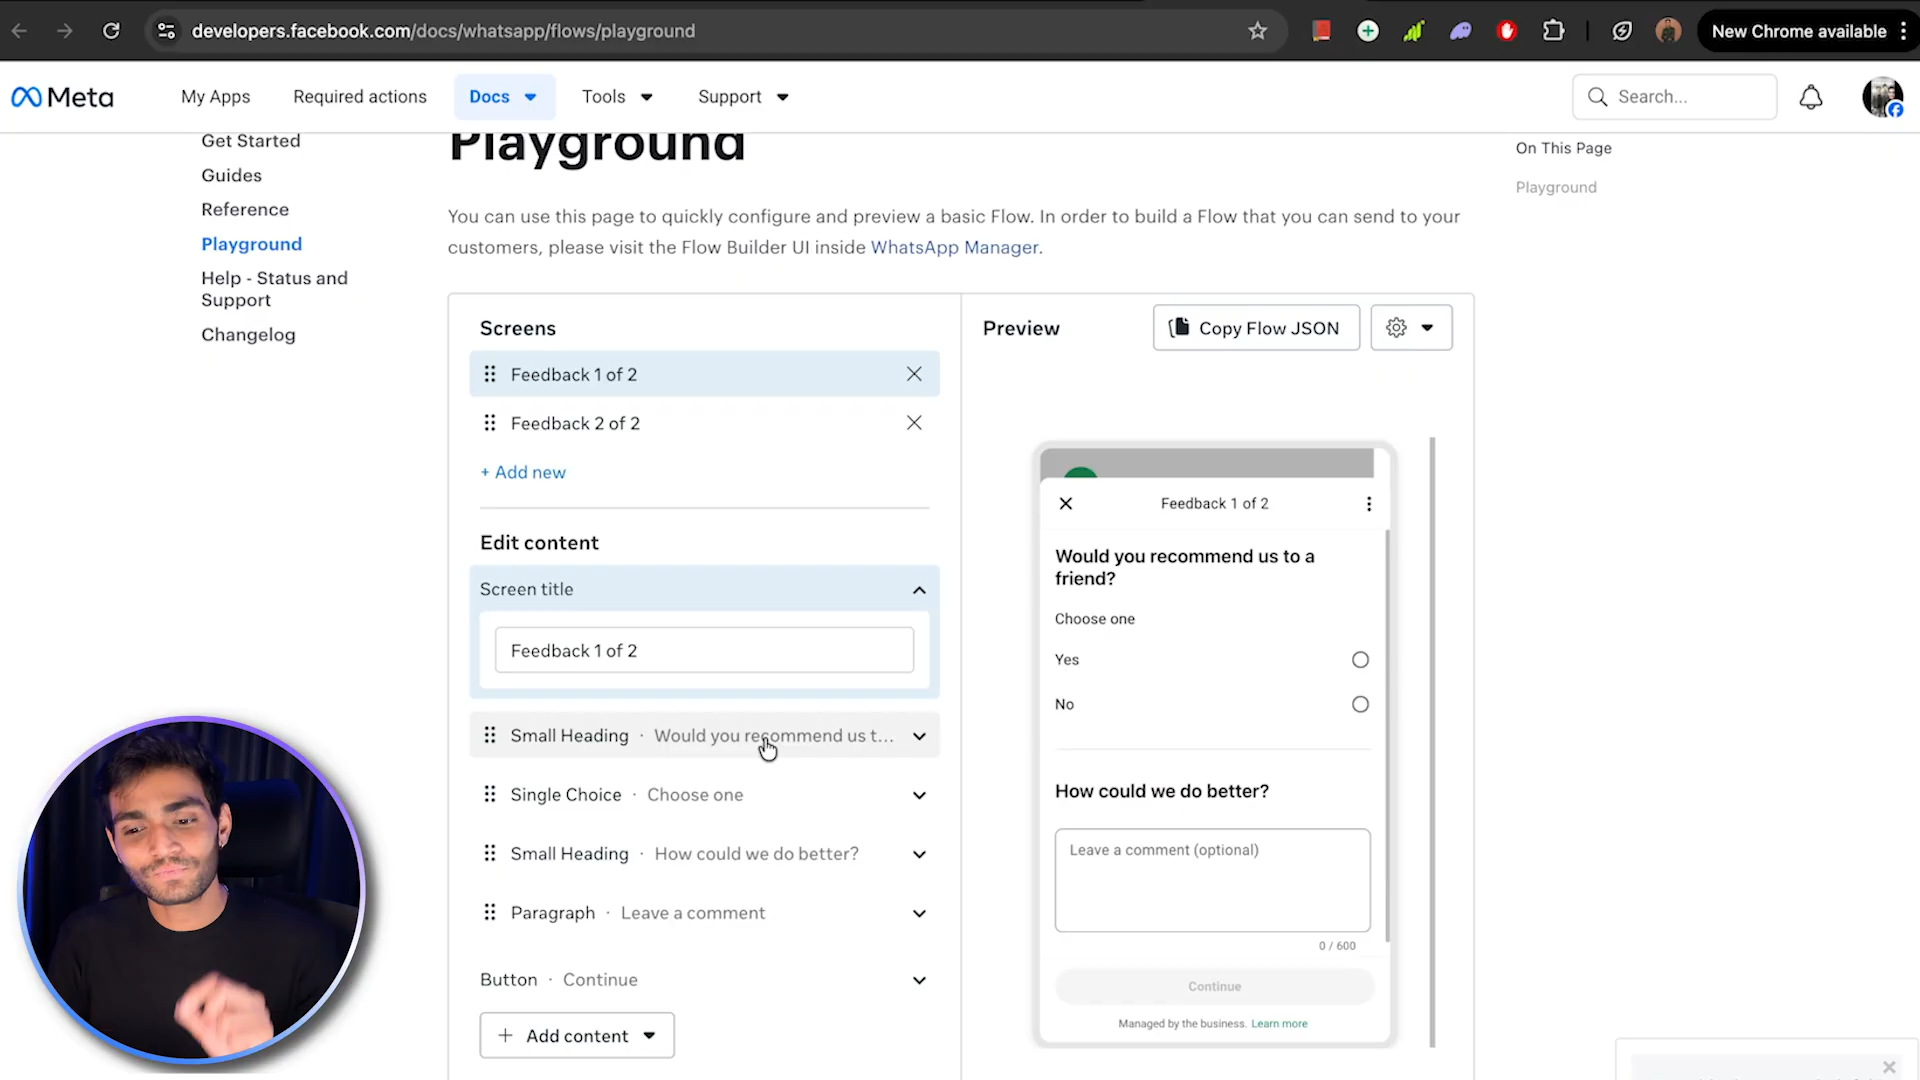 developers.facebook.com/docs/whatsapp/flows/playground
New Chrome available
Meta
My Apps
Required actions
Docs
Tools
Support
Search...
Get Started
Guides
Reference
Playground
Help - Status and
Support
Changelog
Playground
You can use this page to quickly configure and preview a basic Flow. In order to build a Flow that you can send to your
customers, please visit the Flow Builder UI inside WhatsApp Manager.
On This Page
Playground
Screens
Feedback 1 of 2
Feedback 2 of 2
+ Add new
Edit content
Screen title
Feedback 1 of 2
Small Heading · Would you recommend us t...
Single Choice · Choose one
Small Heading · How could we do better?
Paragraph · Leave a comment
Button · Continue
+ Add content
Preview
Copy Flow JSON
Feedback 1 of 2
Would you recommend us to a
friend?
Choose one
Yes
No
How could we do better?
Leave a comment (optional)
0 / 600
Continue
Managed by the business. Learn more